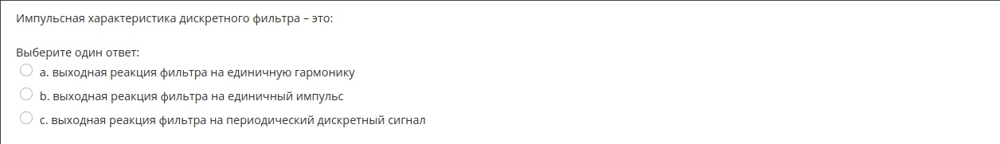 Импульсная характеристика дискретного фильтра – это:
Выберите один ответ:
a. выходная реакция фильтра на единичную гармонику
b. выходная реакция фильтра на единичный импульс
c. выходная реакция фильтра на периодический дискретный сигнал